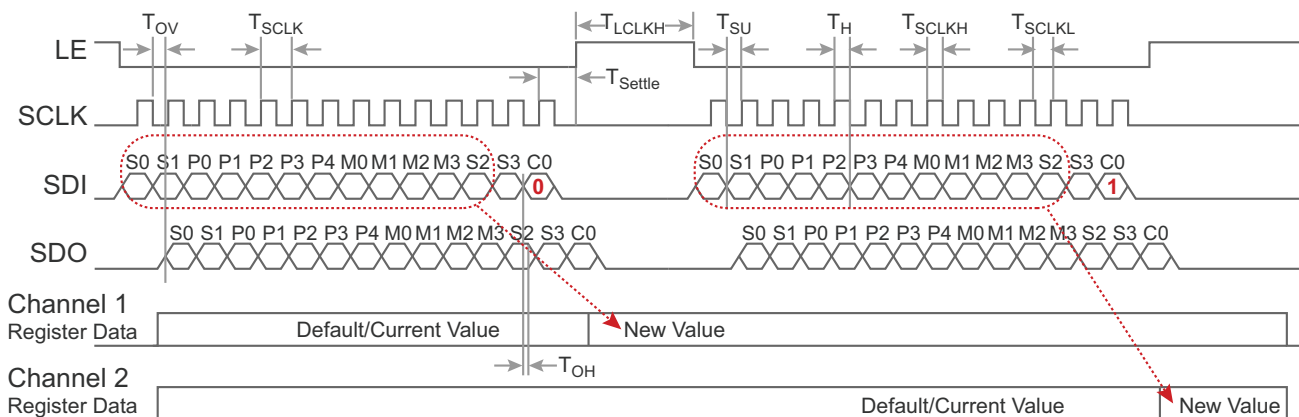 T_OV T_SCLK T_LCLKH T_SU T_H T_SCLKH T_SCLKL
LE
T_Settle
SCLK
S0 S1 P0 P1 P2 P3 P4 M0 M1 M2 M3 S2 S3 C0 S0 S1 P0 P1 P2 P3 P4 M0 M1 M2 M3 S2 S3 C0
SDI 0 1
S0 S1 P0 P1 P2 P3 P4 M0 M1 M2 M3 S2 S3 C0 S0 S1 P0 P1 P2 P3 P4 M0 M1 M2 M3 S2 S3 C0
SDO
Channel 1
Register Data Default/Current Value New Value
T_OH
Channel 2
Register Data Default/Current Value New Value